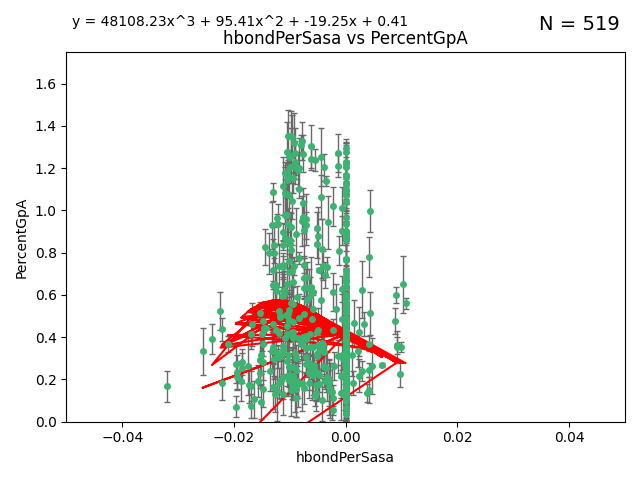 y = 48108.23x^3 + 95.41x^2 + -19.25x + 0.41
N = 519
hbondPerSasa vs PercentGpA
PercentGpA
1.6
1.4
1.2
1.0
0.8
0.6
0.4
0.2
0.0
−0.04 −0.02 0.00 0.02 0.04
hbondPerSasa